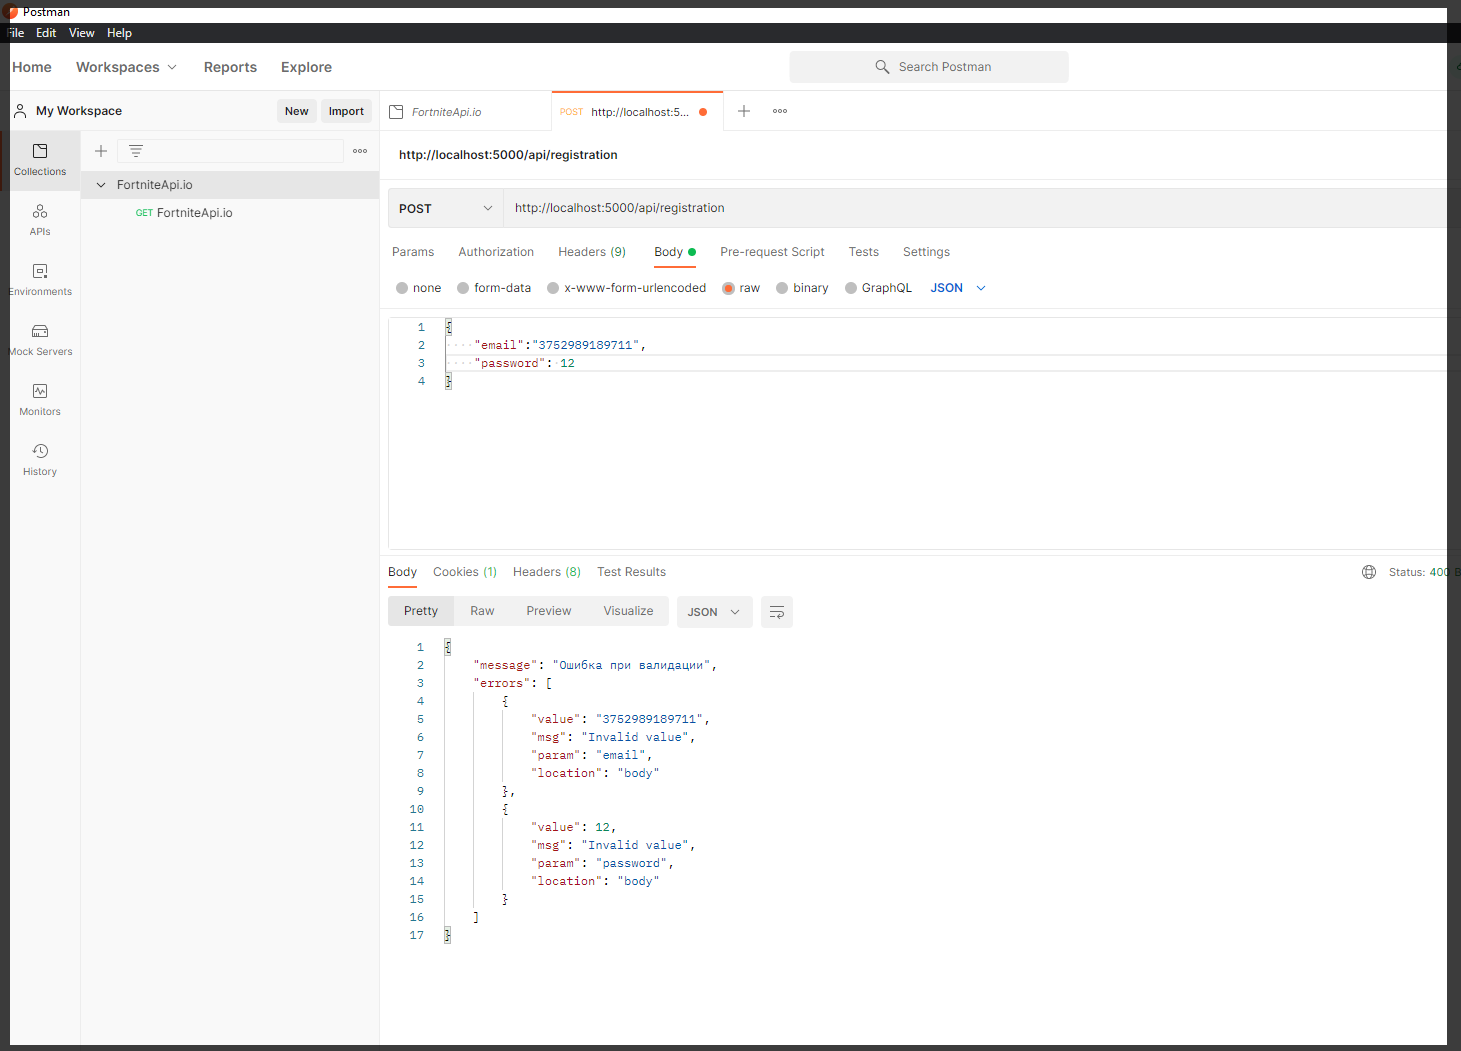 Postman
File Edit View Help
Home Workspaces Reports Explore Search Postman
My Workspace New Import
FortniteApi.io POST http://localhost:5... 
Collections
APIs
Environments
Mock Servers
Monitors
History
FortniteApi.io
GET FortniteApi.io
http://localhost:5000/api/registration
POST http://localhost:5000/api/registration
Params Authorization Headers (9) Body Pre-request Script Tests Settings
none form-data x-www-form-urlencoded raw binary GraphQL JSON
1 {
2 "email":"3752989189711",
3 "password": 12
4 }
Body Cookies (1) Headers (8) Test Results Status: 400 B
Pretty Raw Preview Visualize JSON
1 {
2 "message": "Ошибка при валидации",
3 "errors": [
4 {
5 "value": "3752989189711",
6 "msg": "Invalid value",
7 "param": "email",
8 "location": "body"
9 },
10 {
11 "value": 12,
12 "msg": "Invalid value",
13 "param": "password",
14 "location": "body"
15 }
16 ]
17 }